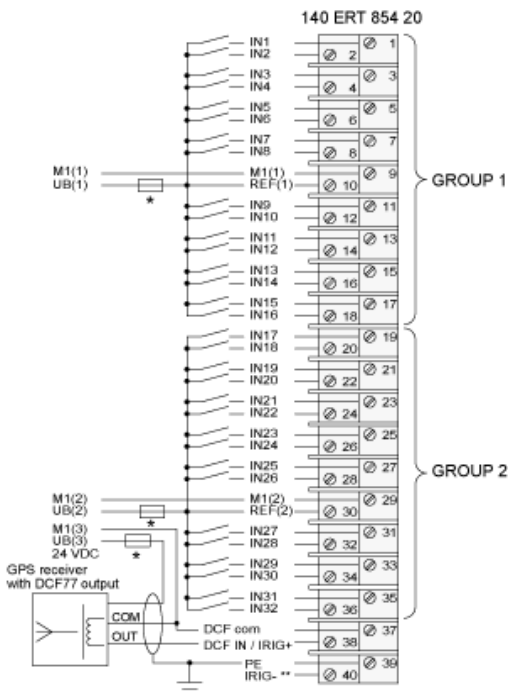 140 ERT 854 20
IN1 1
IN2 2
IN3 3
IN4 4
IN5 5
IN6 6
IN7 7
IN8 8
M1(1) M1(1) 9
UB(1) REF(1) 10
*
GROUP 1
IN9 11
IN10 12
IN11 13
IN12 14
IN13 15
IN14 16
IN15 17
IN16 18
IN17 19
IN18 20
IN19 21
IN20 22
IN21 23
IN22 24
IN23 25
IN24 26
IN25 27
IN26 28
GROUP 2
M1(2) M1(2) 29
UB(2) REF(2) 30
*
M1(3)
UB(3)
24 VDC
*
IN27 31
IN28 32
IN29 33
IN30 34
IN31 35
IN32 36
GPS receiver
with DCF77 output
COM
OUT
DCF com 37
DCF IN / IRIG+ 38
PE 39
IRIG- ** 40